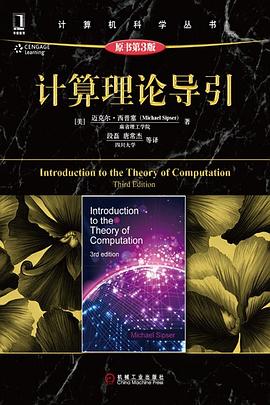 计算机科学丛书
CENGAGE
Learning
原书第3版
计算理论导引
[美] 迈克尔·西普塞 (Michael Sipser) 著
麻省理工学院
段磊 唐常杰 等译
四川大学
Introduction to the Theory of Computation
Third Edition
Introduction to the
Theory of
Computation
3rd edition
Michael Sipser
机械工业出版社
China Machine Press